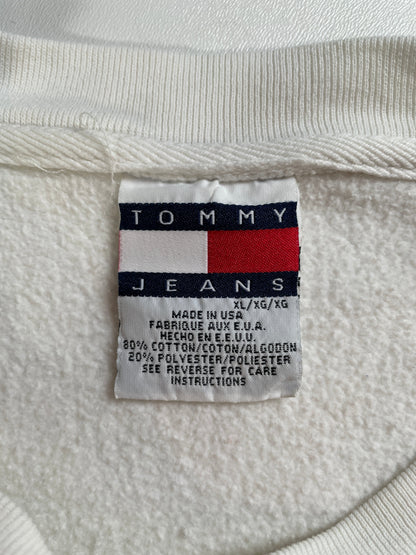 TOMMY
JEANS
XL/XG/XG
MADE IN USA
FABRIQUE AUX E.U.A.
HECHO EN E.E.U.U.
80% COTTON/COTON/ALGODON
20% POLYESTER/POLIESTER
SEE REVERSE FOR CARE
INSTRUCTIONS